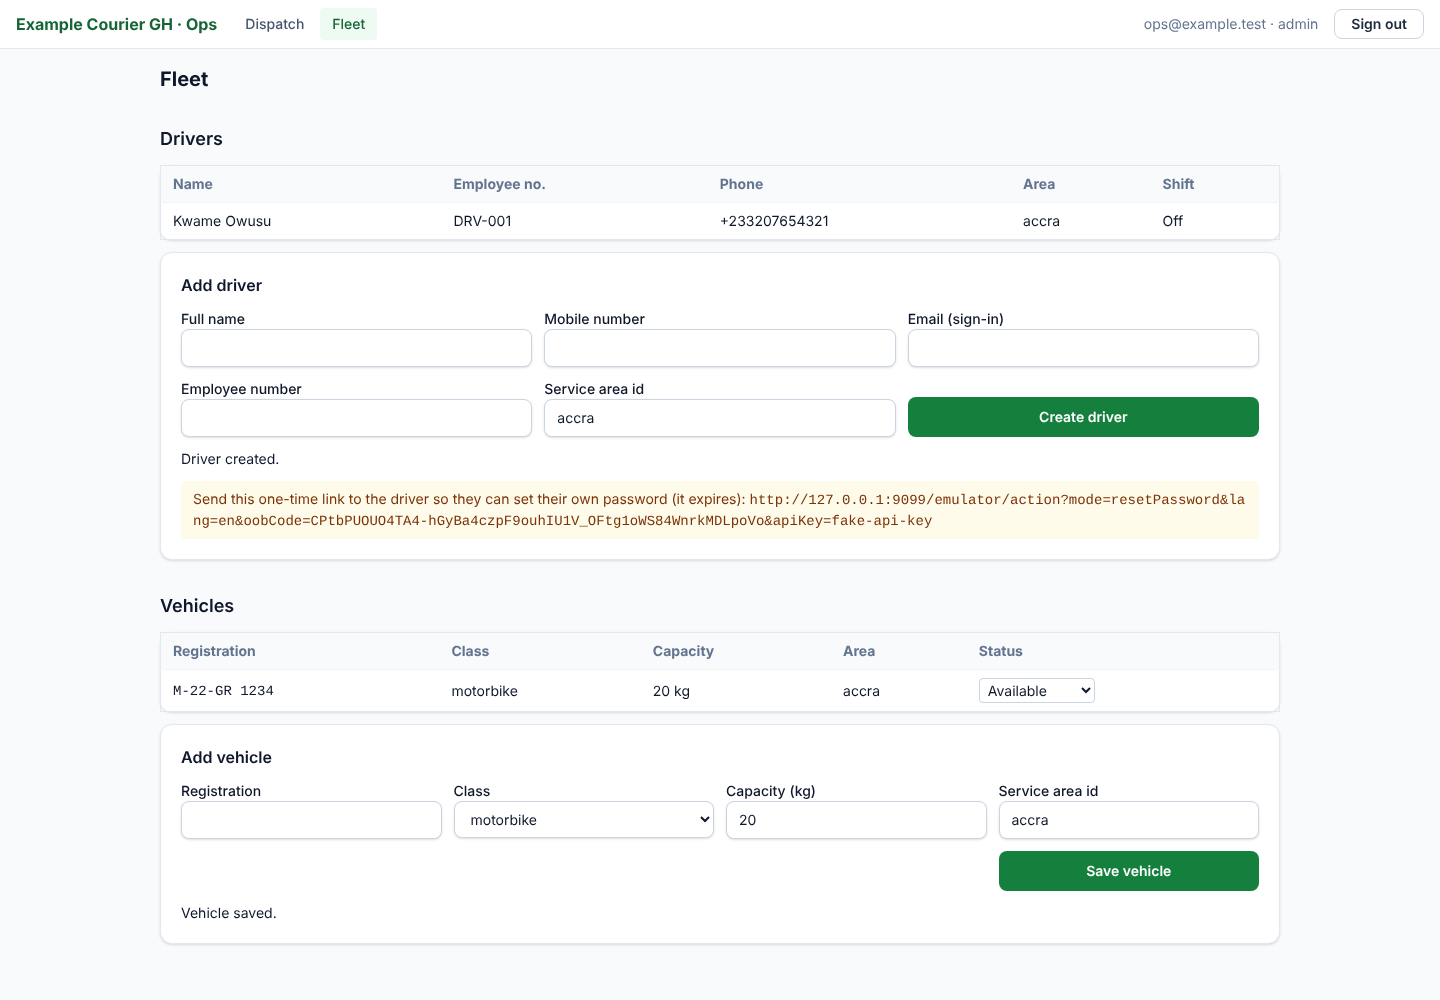 Example Courier GH · Ops Dispatch Fleet ops@example.test · admin Sign out
Fleet
Drivers
Name Employee no. Phone Area Shift
Kwame Owusu DRV-001 +233207654321 accra Off
Add driver
Full name Mobile number Email (sign-in)
Employee number Service area id
accra Create driver
Driver created.
Send this one-time link to the driver so they can set their own password (it expires): http://127.0.0.1:9099/emulator/action?mode=resetPassword&la
ng=en&oobCode=CPtbPUOUO4TA4-hGyBa4czpF9ouhIU1V_OFtg1oWS84WnrkMDLpoVo&apiKey=fake-api-key
Vehicles
Registration Class Capacity Area Status
M-22-GR 1234 motorbike 20 kg accra Available
Add vehicle
Registration Class Capacity (kg) Service area id
motorbike 20 accra
Save vehicle
Vehicle saved.